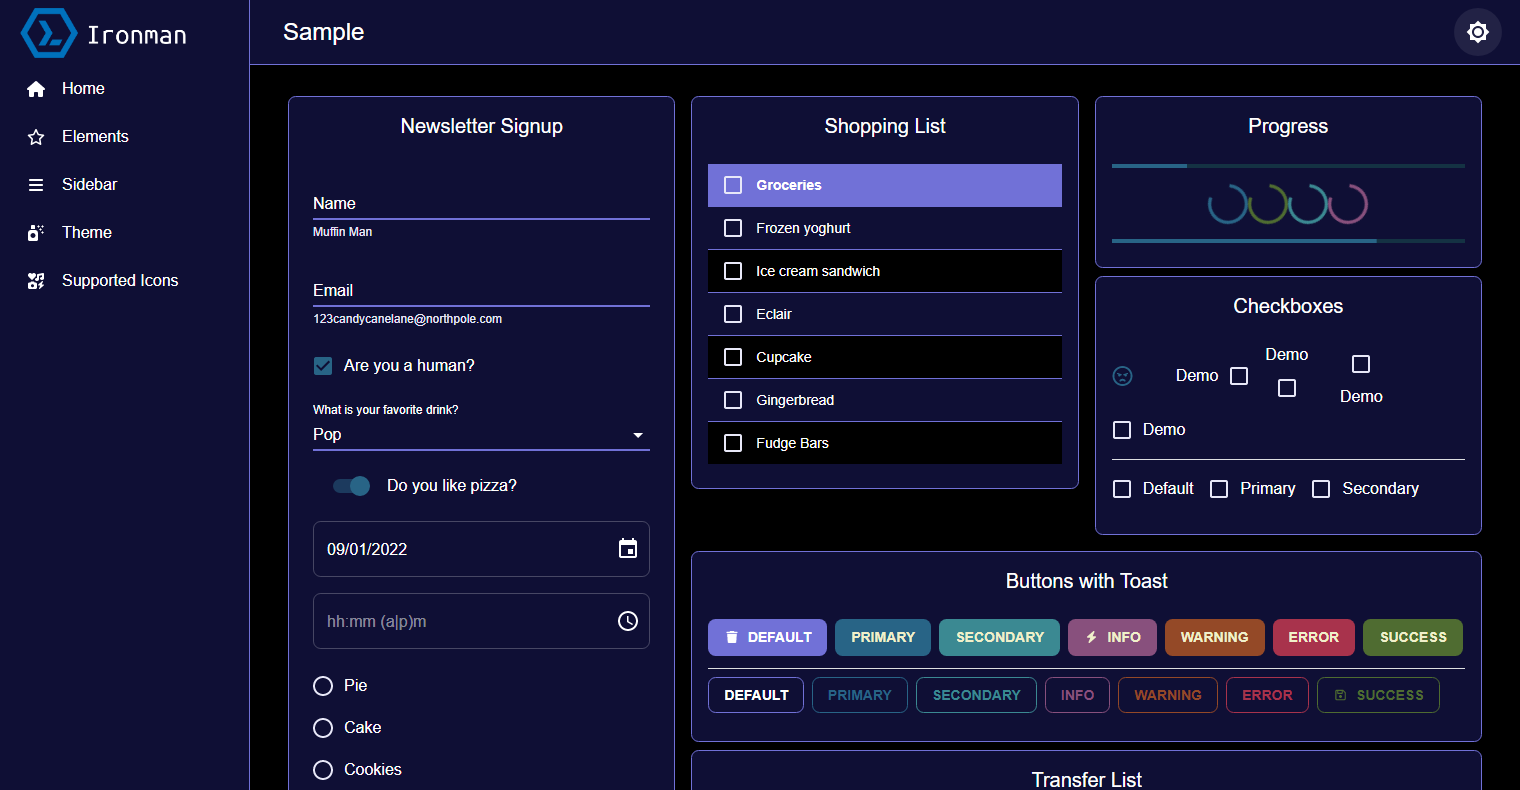 Ironman
Home
Elements
Sidebar
Theme
Supported Icons
Sample
Newsletter Signup
Name
Muffin Man
Email
123candycanelane@northpole.com
Are you a human?
What is your favorite drink?
Pop
Do you like pizza?
09/01/2022
hh:mm (a|p)m
Pie
Cake
Cookies
Shopping List
Groceries
Frozen yoghurt
Ice cream sandwich
Eclair
Cupcake
Gingerbread
Fudge Bars
Progress
Checkboxes
Demo
Demo
Demo
Demo
Default Primary Secondary
Buttons with Toast
DEFAULT PRIMARY SECONDARY INFO WARNING ERROR SUCCESS
DEFAULT PRIMARY SECONDARY INFO WARNING ERROR SUCCESS
Transfer List